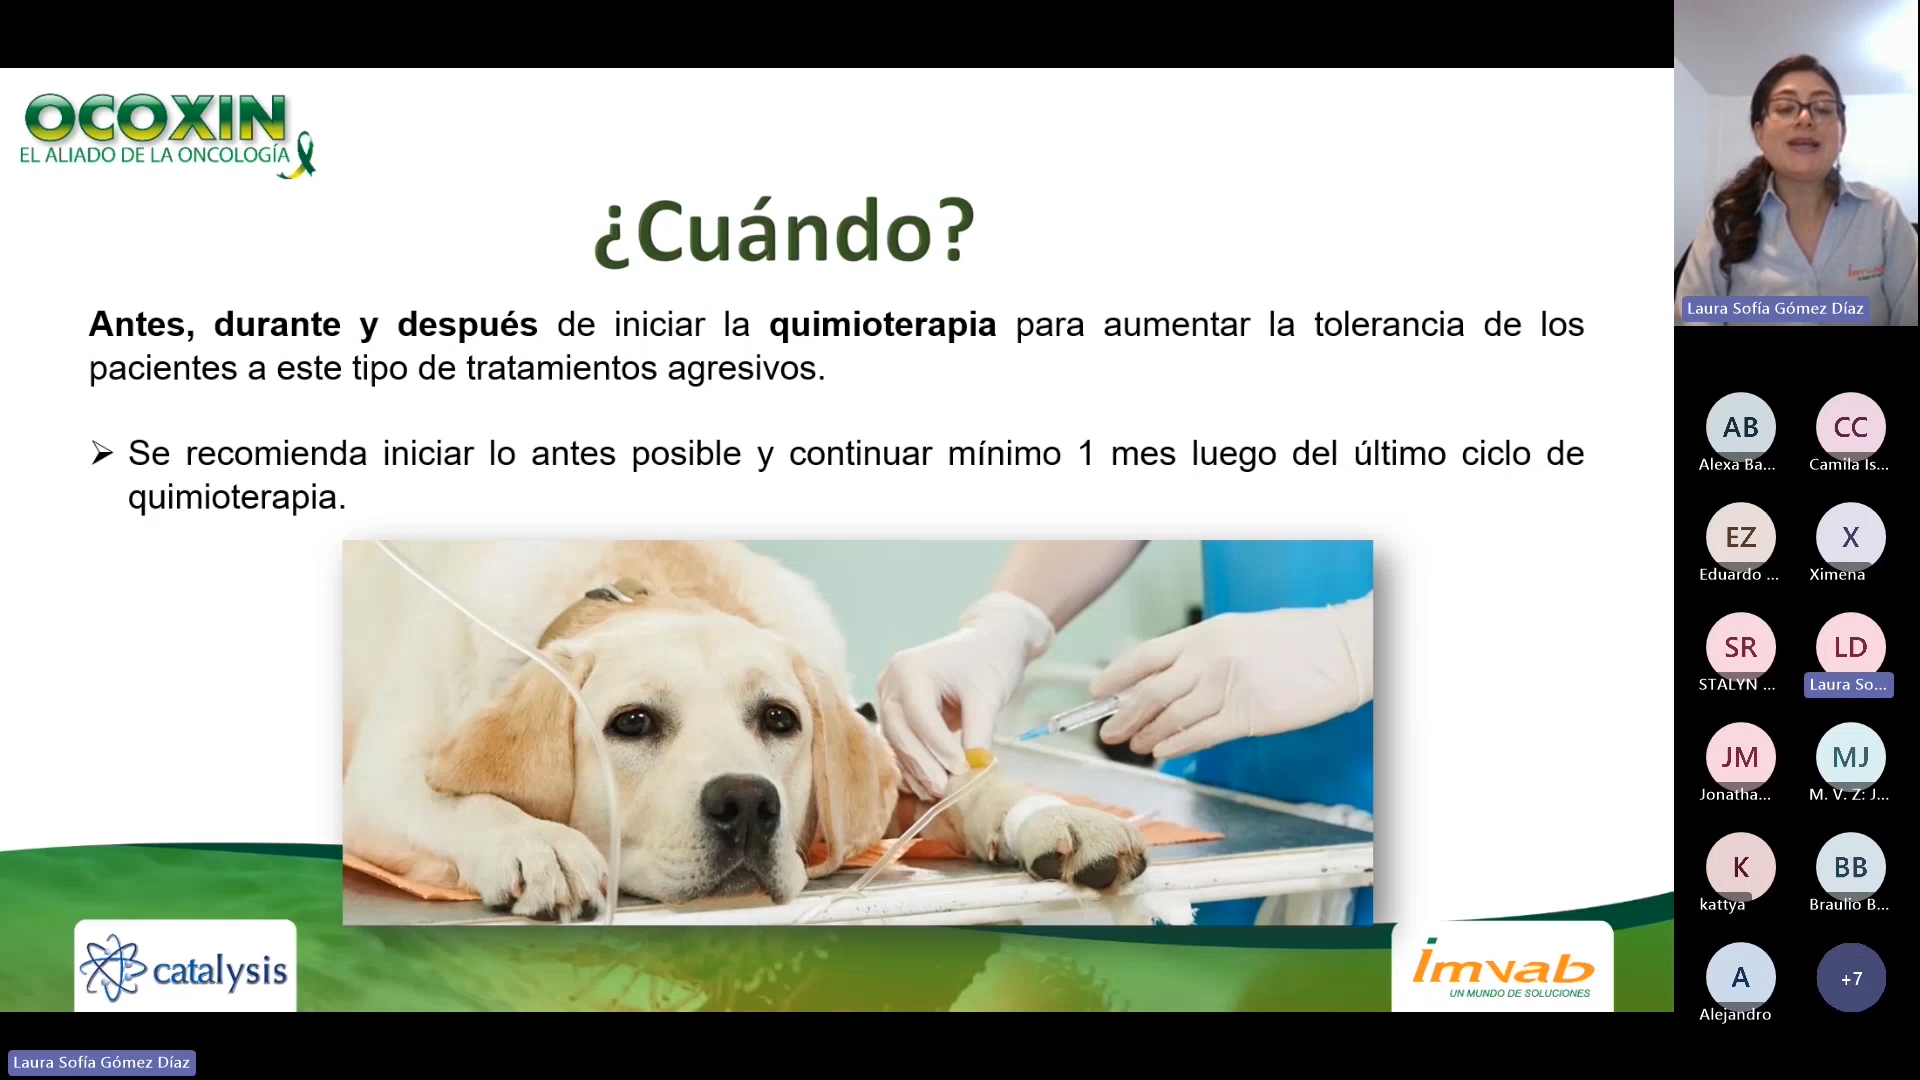 OCOXIN
EL ALIADO DE LA ONCOLOGÍA
¿Cuándo?
Antes, durante y después de iniciar la quimioterapia para aumentar la tolerancia de los
pacientes a este tipo de tratamientos agresivos.
➢ Se recomienda iniciar lo antes posible y continuar mínimo 1 mes luego del último ciclo de
quimioterapia.
catalysis
imvab
UN MUNDO DE SOLUCIONES
Laura Sofía Gómez Díaz
Laura Sofía Gómez Díaz
AB
CC
Alexa Ba...
Camila Is...
EZ
X
Eduardo ...
Ximena
SR
LD
STALYN ...
Laura So...
JM
MJ
Jonatha...
M. V. Z: J...
K
BB
kattya
Braulio B...
A
+7
Alejandro